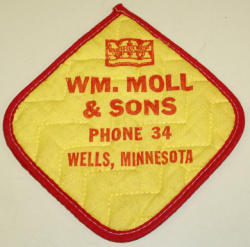 WM. MOLL
& SONS
PHONE 34
WELLS, MINNESOTA